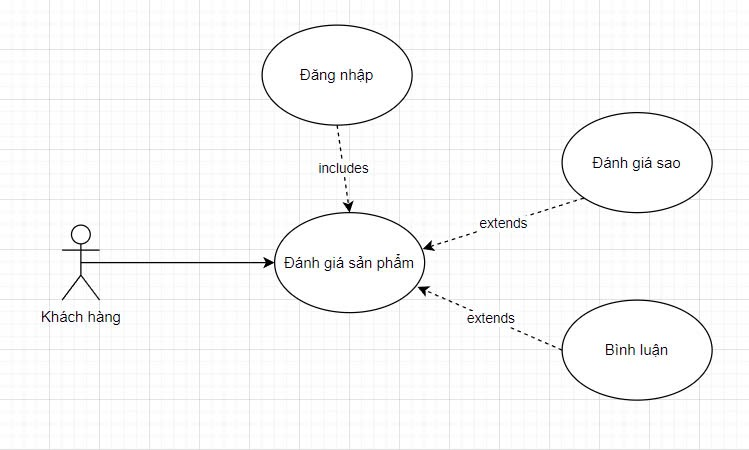 Đăng nhập
includes
Đánh giá sao
extends
Đánh giá sản phẩm
Khách hàng
extends
Bình luận